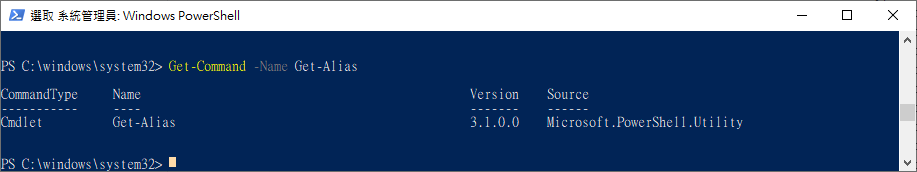 選取 系統管理員: Windows PowerShell
PS C:\windows\system32> Get-Command -Name Get-Alias
CommandType     Name                                               Version    Source
-----------     ----                                               -------    ------
Cmdlet          Get-Alias                                          3.1.0.0    Microsoft.PowerShell.Utility
PS C:\windows\system32>